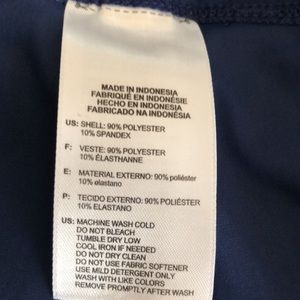 MADE IN INDONESIA
FABRIQUÉ EN INDONÉSIE
HECHO EN INDONESIA
FABRICADO NA INDONÉSIA
US: SHELL: 90% POLYESTER
10% SPANDEX
F: VESTE: 90% POLYESTER
10% ÉLASTHANNE
E: MATERIAL EXTERNO: 90% poliéster
10% elastano
P: TECIDO EXTERNO: 90% POLIÉSTER
10% ELASTANO
US: MACHINE WASH COLD
DO NOT BLEACH
TUMBLE DRY LOW
COOL IRON IF NEEDED
DO NOT DRY CLEAN
DO NOT USE FABRIC SOFTENER
USE MILD DETERGENT ONLY
WASH WITH LIKE COLORS
REMOVE PROMPTLY AFTER WASH